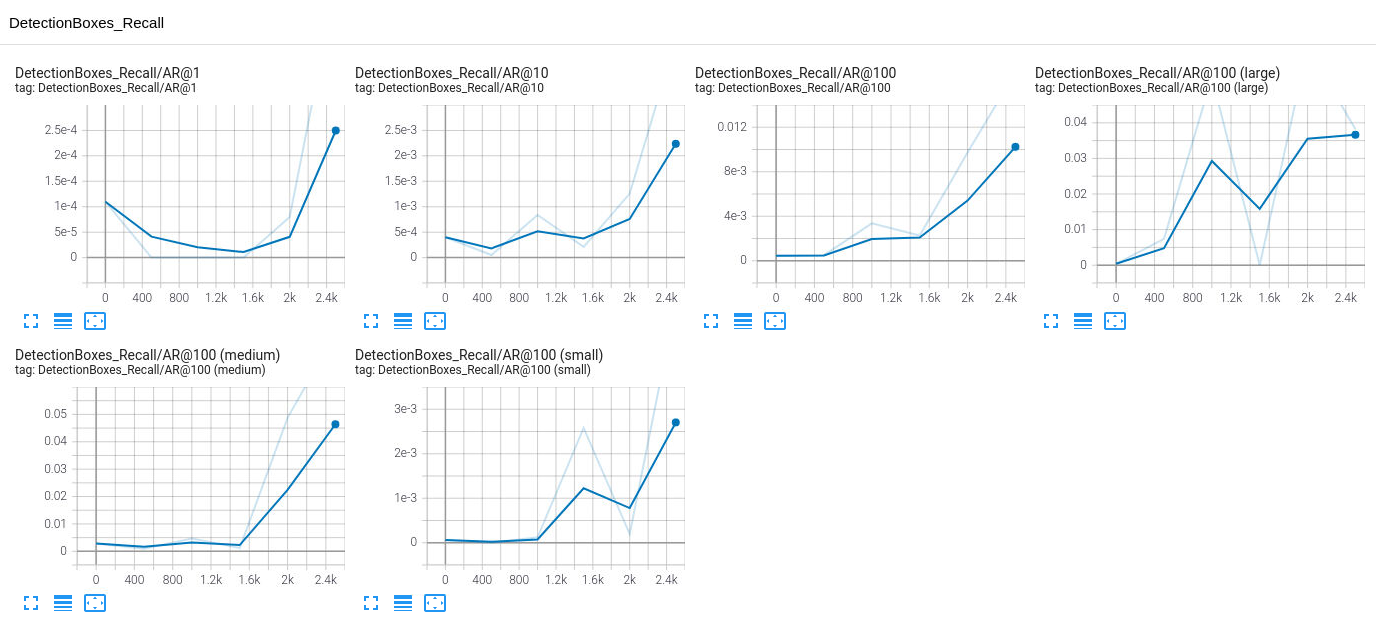 DetectionBoxes_Recall
DetectionBoxes_Recall/AR@1
tag: DetectionBoxes_Recall/AR@1
2.5e-4
2e-4
1.5e-4
1e-4
5e-5
0
0 400 800 1.2k 1.6k 2k 2.4k
DetectionBoxes_Recall/AR@10
tag: DetectionBoxes_Recall/AR@10
2.5e-3
2e-3
1.5e-3
1e-3
5e-4
0
0 400 800 1.2k 1.6k 2k 2.4k
DetectionBoxes_Recall/AR@100
tag: DetectionBoxes_Recall/AR@100
0.012
8e-3
4e-3
0
0 400 800 1.2k 1.6k 2k 2.4k
DetectionBoxes_Recall/AR@100 (large)
tag: DetectionBoxes_Recall/AR@100 (large)
0.04
0.03
0.02
0.01
0
0 400 800 1.2k 1.6k 2k 2.4k
DetectionBoxes_Recall/AR@100 (medium)
tag: DetectionBoxes_Recall/AR@100 (medium)
0.05
0.04
0.03
0.02
0.01
0
0 400 800 1.2k 1.6k 2k 2.4k
DetectionBoxes_Recall/AR@100 (small)
tag: DetectionBoxes_Recall/AR@100 (small)
3e-3
2e-3
1e-3
0
0 400 800 1.2k 1.6k 2k 2.4k